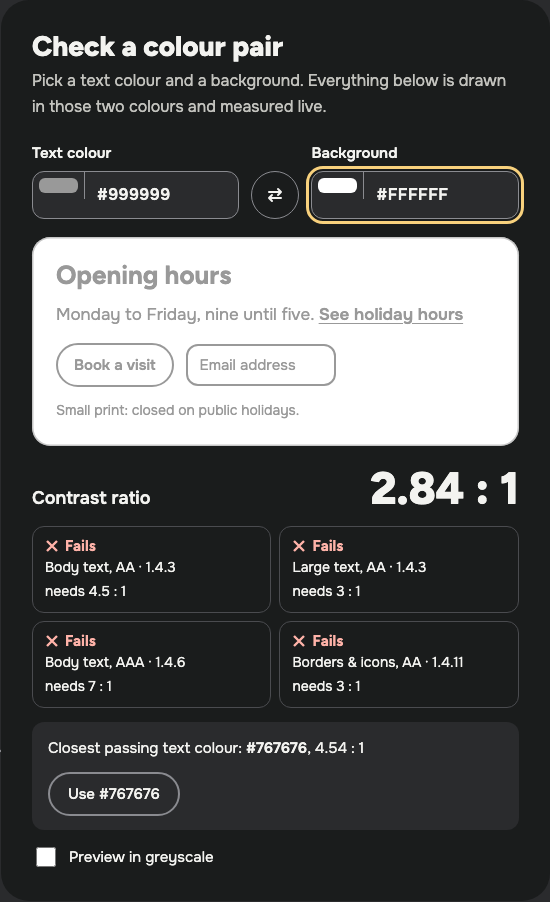 Check a colour pair
Pick a text colour and a background. Everything below is drawn
in those two colours and measured live.
Text colour
Background
#999999
⇄
#FFFFFF
Opening hours
Monday to Friday, nine until five. See holiday hours
Book a visit
Email address
Small print: closed on public holidays.
Contrast ratio
2.84 : 1
✕ Fails
Body text, AA · 1.4.3
needs 4.5 : 1
✕ Fails
Large text, AA · 1.4.3
needs 3 : 1
✕ Fails
Body text, AAA · 1.4.6
needs 7 : 1
✕ Fails
Borders & icons, AA · 1.4.11
needs 3 : 1
Closest passing text colour: #767676, 4.54 : 1
Use #767676
Preview in greyscale